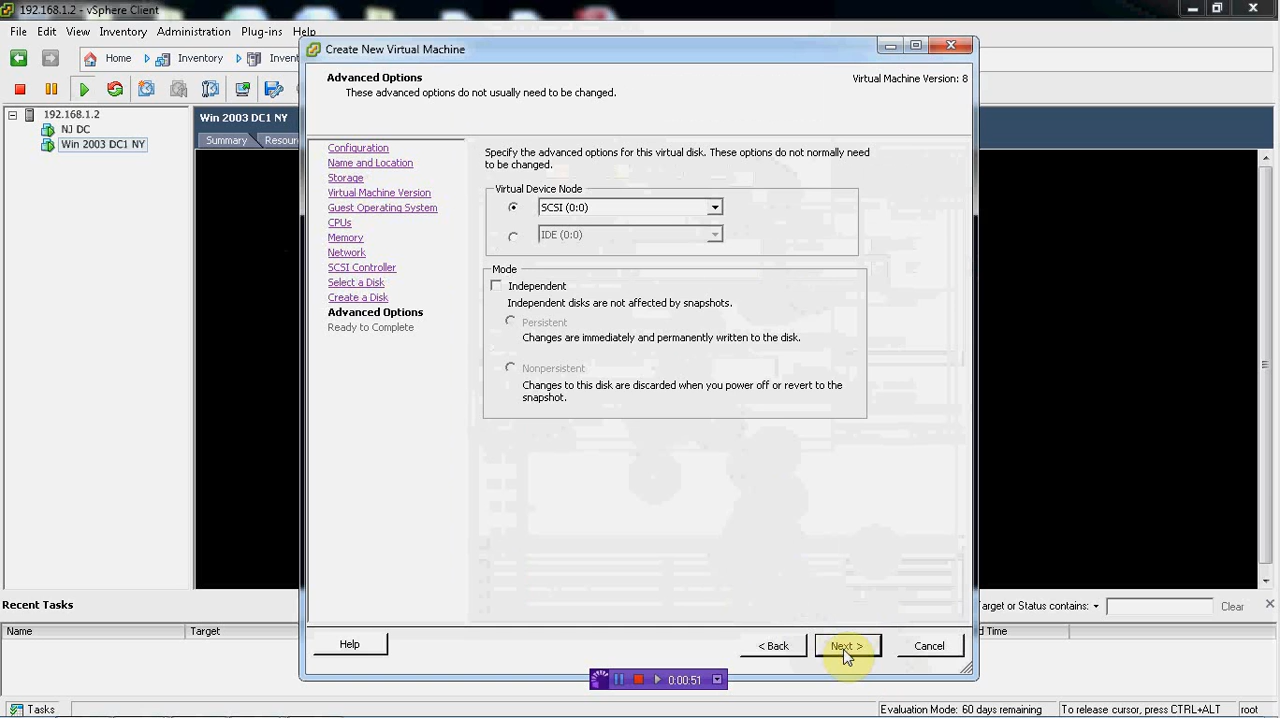 192.168.1.2 - vSphere Client
File Edit View Inventory Administration Plug-ins Help
Home Inventory Inven
192.168.1.2
NJ DC
Win 2003 DC1 NY
Win 2003 DC1 NY
Summary Resour
Create New Virtual Machine
Advanced Options
These advanced options do not usually need to be changed.
Virtual Machine Version: 8
Configuration
Name and Location
Storage
Virtual Machine Version
Guest Operating System
CPUs
Memory
Network
SCSI Controller
Select a Disk
Create a Disk
Advanced Options
Ready to Complete
Specify the advanced options for this virtual disk. These options do not normally need
to be changed.
Virtual Device Node
SCSI (0:0)
IDE (0:0)
Mode
Independent
Independent disks are not affected by snapshots.
Persistent
Changes are immediately and permanently written to the disk.
Nonpersistent
Changes to this disk are discarded when you power off or revert to the
snapshot.
Help < Back Next > Cancel
0:00:51
Recent Tasks
arget or Status contains: Clear
Name Target d Time
Tasks
Evaluation Mode: 60 days remaining To release cursor, press CTRL+ALT root